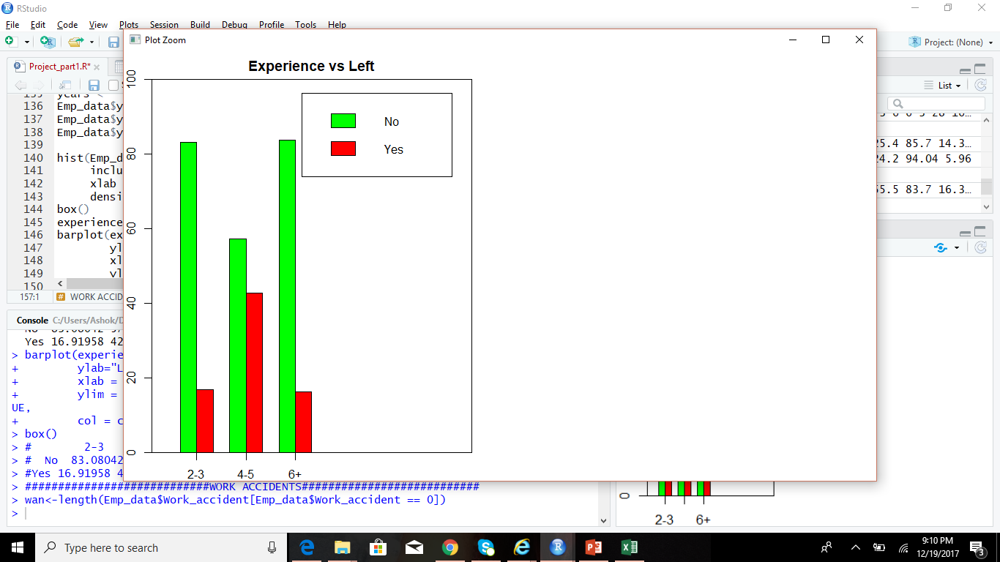 RStudio
File Edit Code View Plots Session Build Debug Profile Tools Help
Plot Zoom
Project: (None)
Project_part1.R*
List
136 Emp_data$y
137 Emp_data$y
138 Emp_data$y
139
140 hist(Emp_d
141 inclu
142 xlab
143 densi
144 box()
145 experience
146 barplot(ex
147 yl
148 xl
149 yl
150
157:1 # WORK ACCID
25.4 85.7 14.3...
24.2 94.04 5.96
55.5 83.7 16.3...
Experience vs Left
No
Yes
100
80
60
40
20
0
2-3 4-5 6+
Console C:/Users/Ashok/D
Yes 16.91958 42
> barplot(experie
+ ylab="L
+ xlab =
+ ylim =
UE,
+ col = c
> box()
> # 2-3
> # No 83.08042
> #Yes 16.91958 4
> ############################WORK ACCIDENTS###########################
> wan<-length(Emp_data$Work_accident[Emp_data$Work_accident == 0])
>
0
2-3 6+
Type here to search
9:10 PM
12/19/2017
3